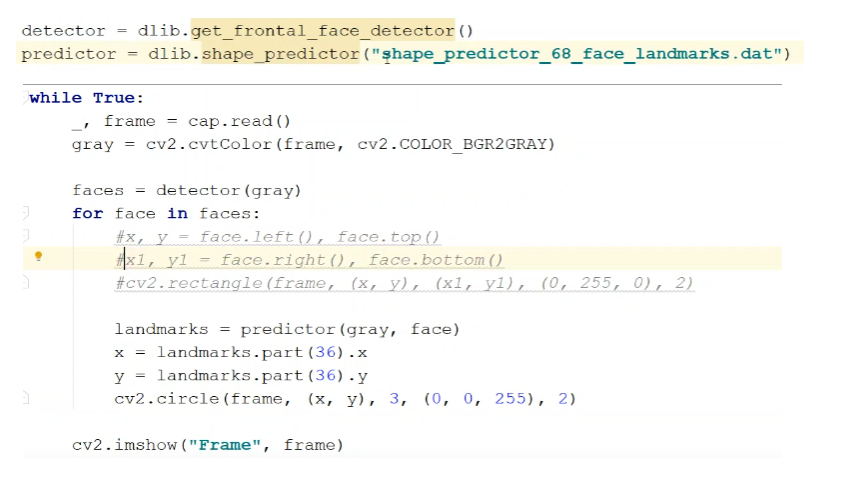 detector = dlib.get_frontal_face_detector()
predictor = dlib.shape_predictor("shape_predictor_68_face_landmarks.dat")
while True:
    _, frame = cap.read()
    gray = cv2.cvtColor(frame, cv2.COLOR_BGR2GRAY)
    faces = detector(gray)
    for face in faces:
        #x, y = face.left(), face.top()
        #x1, y1 = face.right(), face.bottom()
        #cv2.rectangle(frame, (x, y), (x1, y1), (0, 255, 0), 2)
        landmarks = predictor(gray, face)
        x = landmarks.part(36).x
        y = landmarks.part(36).y
        cv2.circle(frame, (x, y), 3, (0, 0, 255), 2)
    cv2.imshow("Frame", frame)